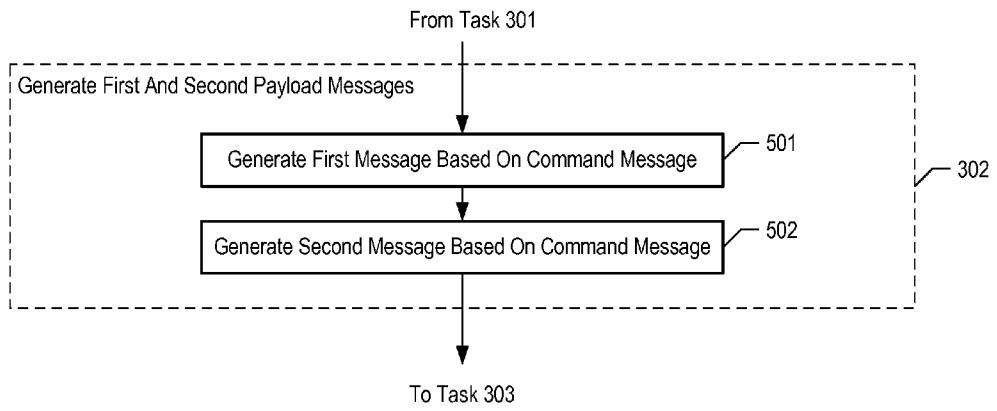 From Task 301
Generate First And Second Payload Messages
Generate First Message Based On Command Message
501
302
Generate Second Message Based On Command Message
502
To Task 303